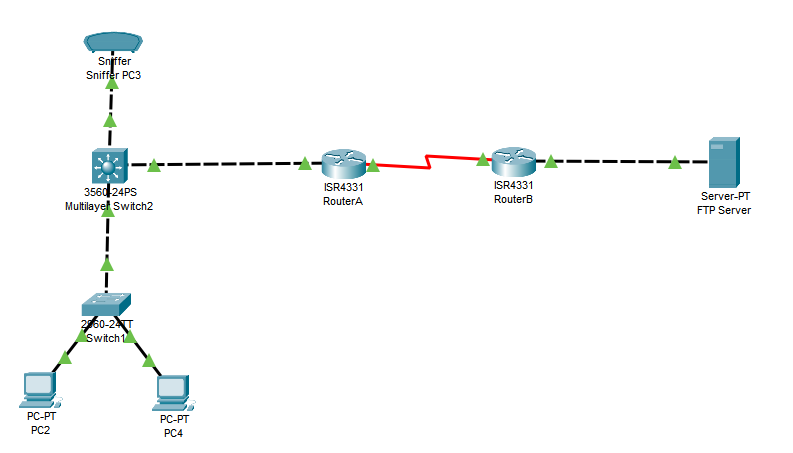 Sniffer
Sniffer PC3
3560-24PS
Multilayer Switch2
ISR4331
RouterA
ISR4331
RouterB
Server-PT
FTP Server
2960-24TT
Switch1
PC-PT
PC2
PC-PT
PC4